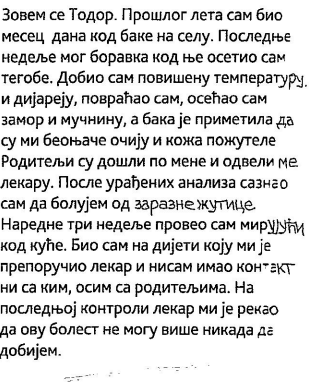 Зовем се Тодор. Прошлог лета сам био
месец дана код баке на селу. Последње
недеље мог боравка код ње осетио сам
тегобе. Добио сам повишену температуру,
и дијареју, повраћао сам, осећао сам
замор и мучнину, а бака је приметила да
су ми беоњаче очију и кожа пожутеле
Родитељи су дошли по мене и одвели ме
лекару. После урађених анализа сазнао
сам да болујем од заразне жутице.
Наредне три недеље провео сам мирујући
код куће. Био сам на дијети коју ми је
препоручио лекар и нисам имао контакт
ни са ким, осим са родитељима. На
последњој контроли лекар ми је рекао
да ову болест не могу више никада да
добијем.